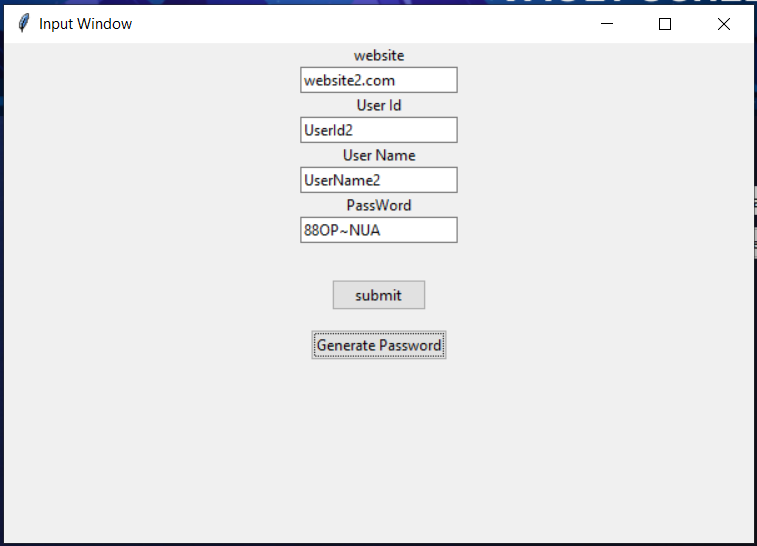 Input Window
website
website2.com
User Id
UserId2
User Name
UserName2
PassWord
88OP~NUA
submit
Generate Password